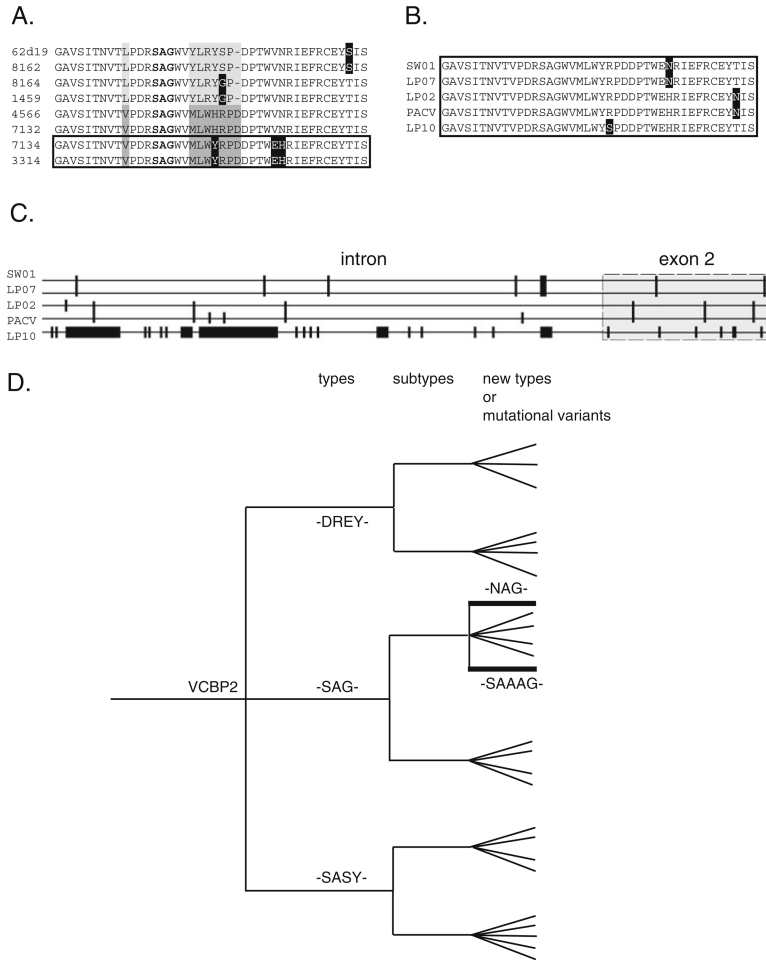 A.
62d19 GAVSITNVTLPDRSAGWVYLRYSP-DPTWVNRIEFRCEYSIS
8162 GAVSITNVTLPDRSAGWVYLRYSP-DPTWVNRIEFRCEYSIS
8164 GAVSITNVTLPDRSAGWVYLRYGP-DPTWVNRIEFRCEYTIS
1459 GAVSITNVTLPDRSAGWVYLRYGP-DPTWVNRIEFRCEYTIS
4566 GAVSITNVTVPDRSAGWVMLWHRPDDPTWVNRIEFRCEYTIS
7132 GAVSITNVTVPDRSAGWVMLWHRPDDPTWVNRIEFRCEYTIS
7134 GAVSITNVTVPDRSAGWVMLWYRPDDPTWEHRIEFRCEYTIS
3314 GAVSITNVTVPDRSAGWVMLWYRPDDPTWEHRIEFRCEYTIS
B.
SW01 GAVSITNVTVPDRSAGWVMLWYRPDDPTWENRIEFRCEYTIS
LP07 GAVSITNVTVPDRSAGWVMLWYRPDDPTWENRIEFRCEYTIS
LP02 GAVSITNVTVPDRSAGWVMLWYRPDDPTWEHRIEFRCEYNIS
PACV GAVSITNVTVPDRSAGWVMLWYRPDDPTWEHRIEFRCEYNIS
LP10 GAVSITNVTVPDRSAGWVMLWYSPDDPTWEHRIEFRCEYTIS
C.
intron exon 2
SW01
LP07
LP02
PACV
LP10
D.
types subtypes new types
or
mutational variants
-DREY-
-NAG-
VCBP2 -SAG- -SAAAG-
-SASY-